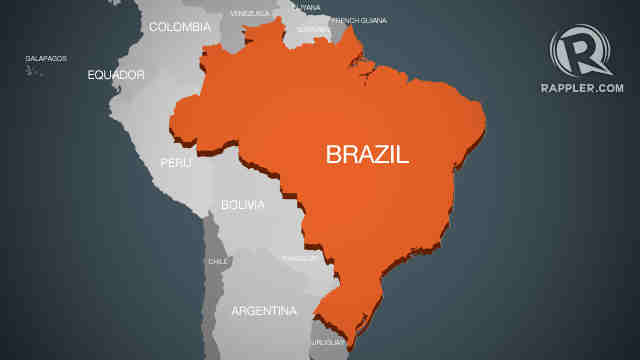 GUYANA
VENEZUELA
FRENCH GUIANA
COLOMBIA
SURINAME
GALAPAGOS
EQUADOR
RAPPLER.COM
BRAZIL
PERU
BOLIVIA
PARAGUAY
CHILE
ARGENTINA
URUGUAY